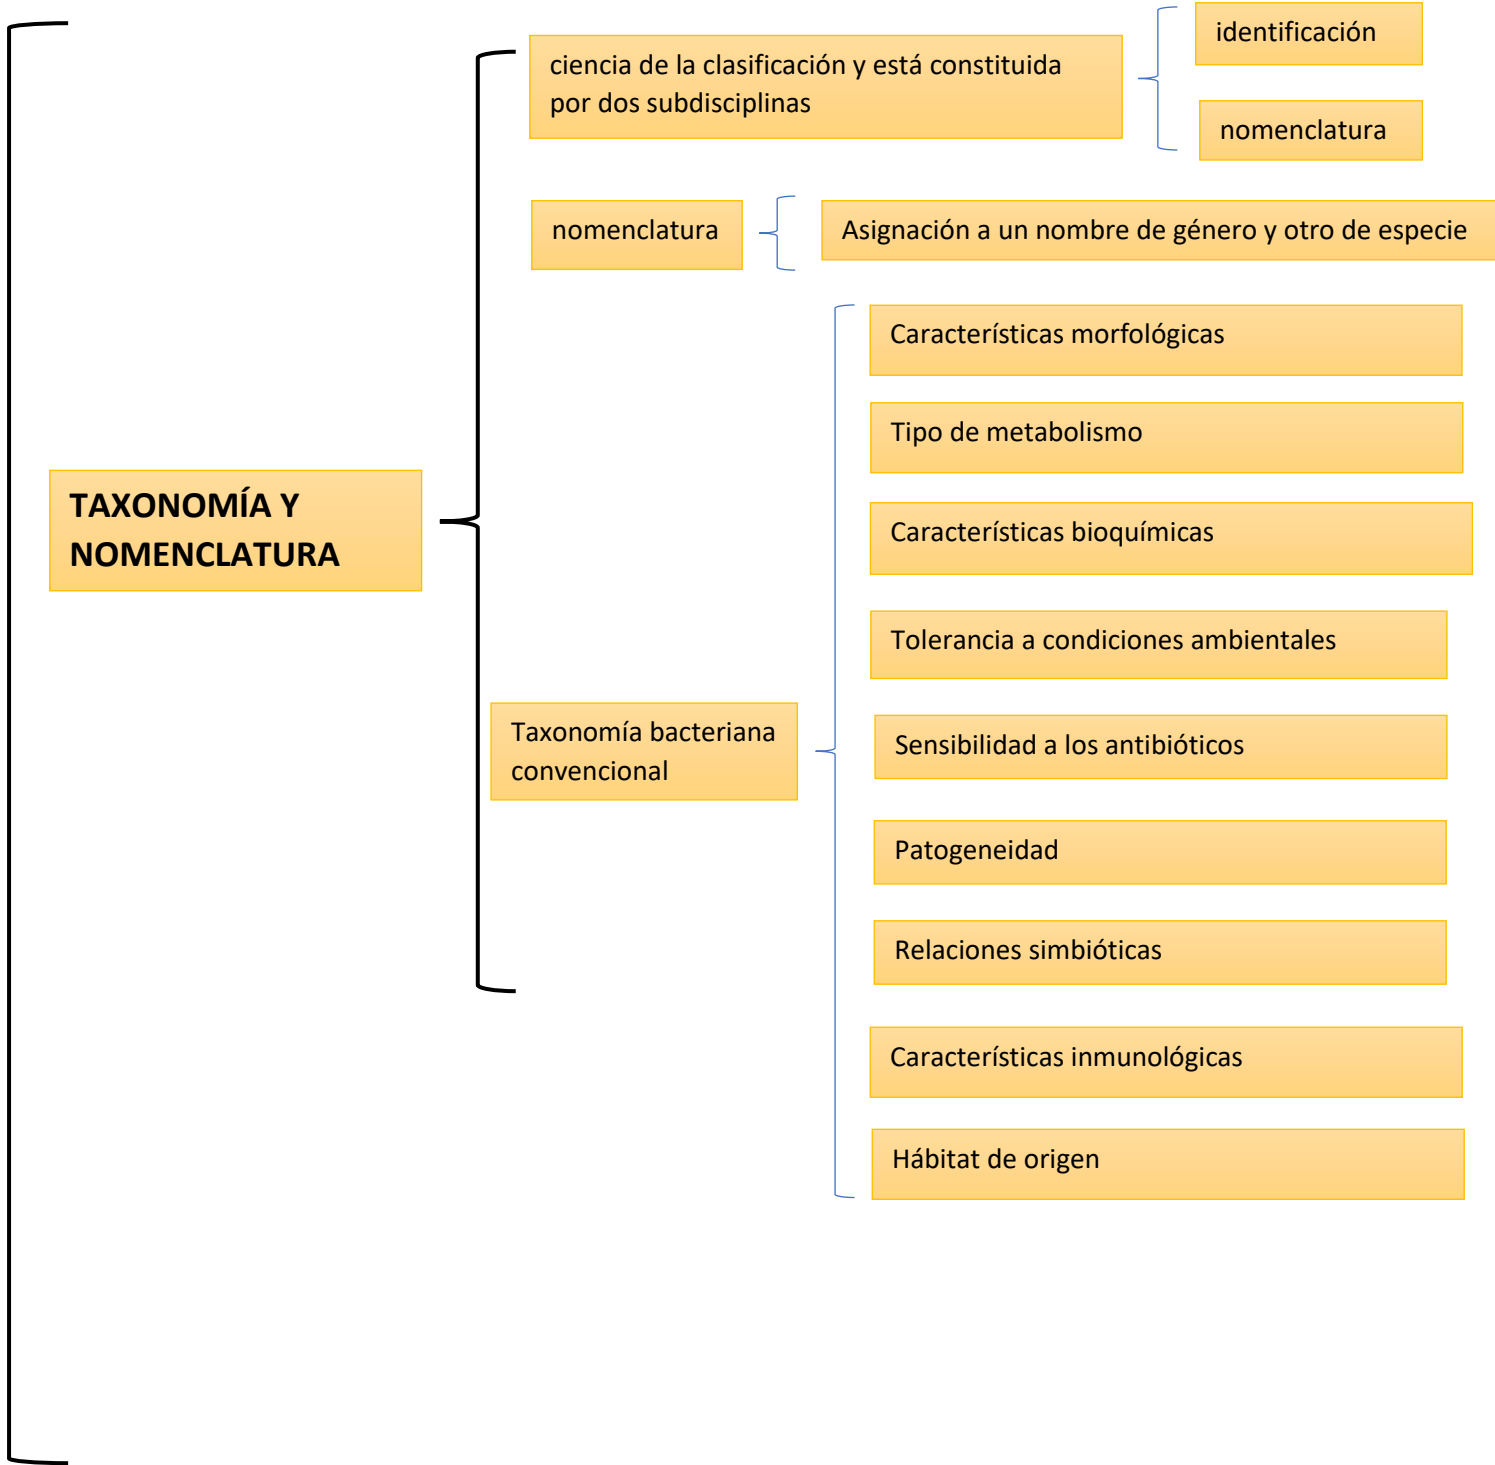 identificación
ciencia de la clasificación y está constituida
por dos subdisciplinas
nomenclatura
nomenclatura
Asignación a un nombre de género y otro de especie
Características morfológicas
Tipo de metabolismo
TAXONOMÍA Y
NOMENCLATURA
Características bioquímicas
Tolerancia a condiciones ambientales
Taxonomía bacteriana
convencional
Sensibilidad a los antibióticos
Patogeneidad
Relaciones simbióticas
Características inmunológicas
Hábitat de origen